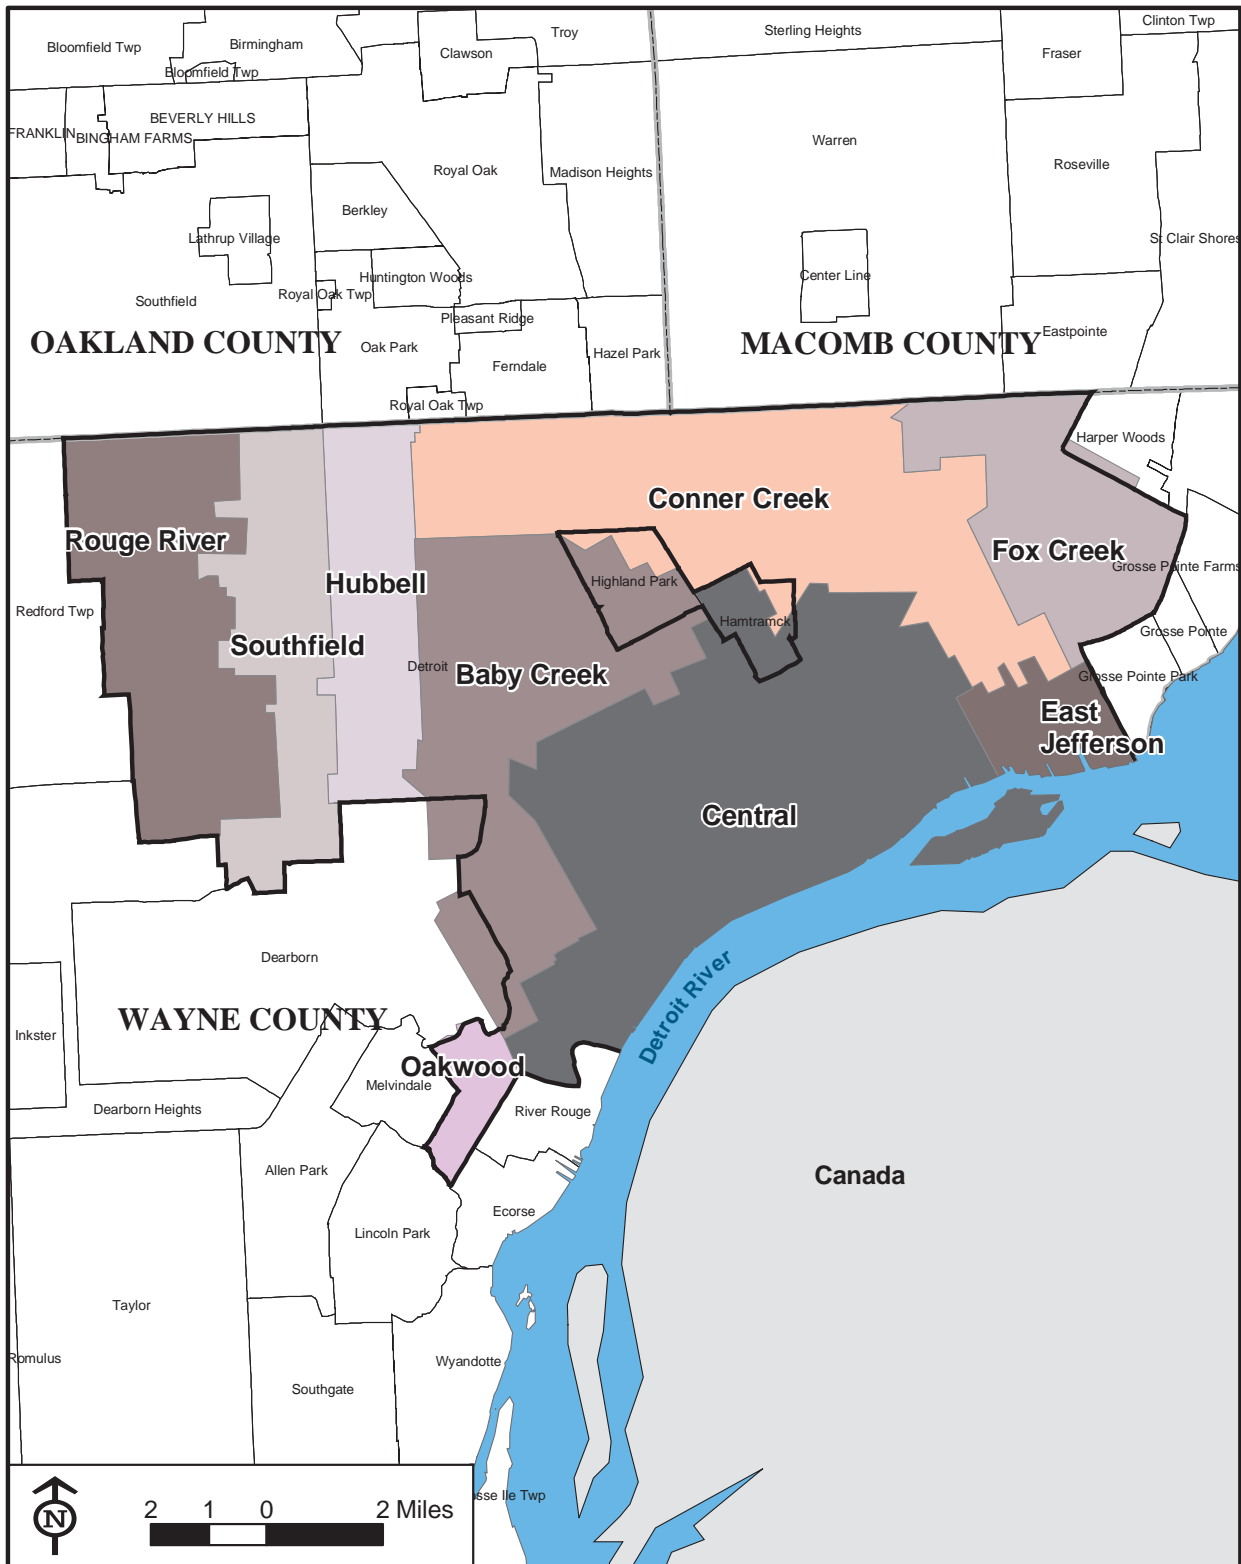 Clinton Twp
Troy
Sterling Heights
Birmingham
Bloomfield Twp
Clawson
Fraser
Bloomfield Twp
BEVERLY HILLS
FRANKLIN
BINGHAM FARMS
Warren
Roseville
Royal Oak
Madison Heights
Berkley
Lathrup Village
St Clair Shores
Huntington Woods
Center Line
Royal Oak Twp
Southfield
Pleasant Ridge
Eastpointe
OAKLAND COUNTY
MACOMB COUNTY
Oak Park
Hazel Park
Ferndale
Royal Oak Twp
Harper Woods
Conner Creek
Rouge River
Fox Creek
Grosse Pointe Farms
Hubbell
Highland Park
Redford Twp
Hamtramck
Grosse Pointe
Southfield
Detroit
Baby Creek
Grosse Pointe Park
East
Jefferson
Central
Dearborn
Detroit River
WAYNE COUNTY
Inkster
Oakwood
Melvindale
Dearborn Heights
River Rouge
Allen Park
Canada
Ecorse
Lincoln Park
Taylor
Romulus
Wyandotte
Southgate
sse Ile Twp
N
2 1 0 2 Miles